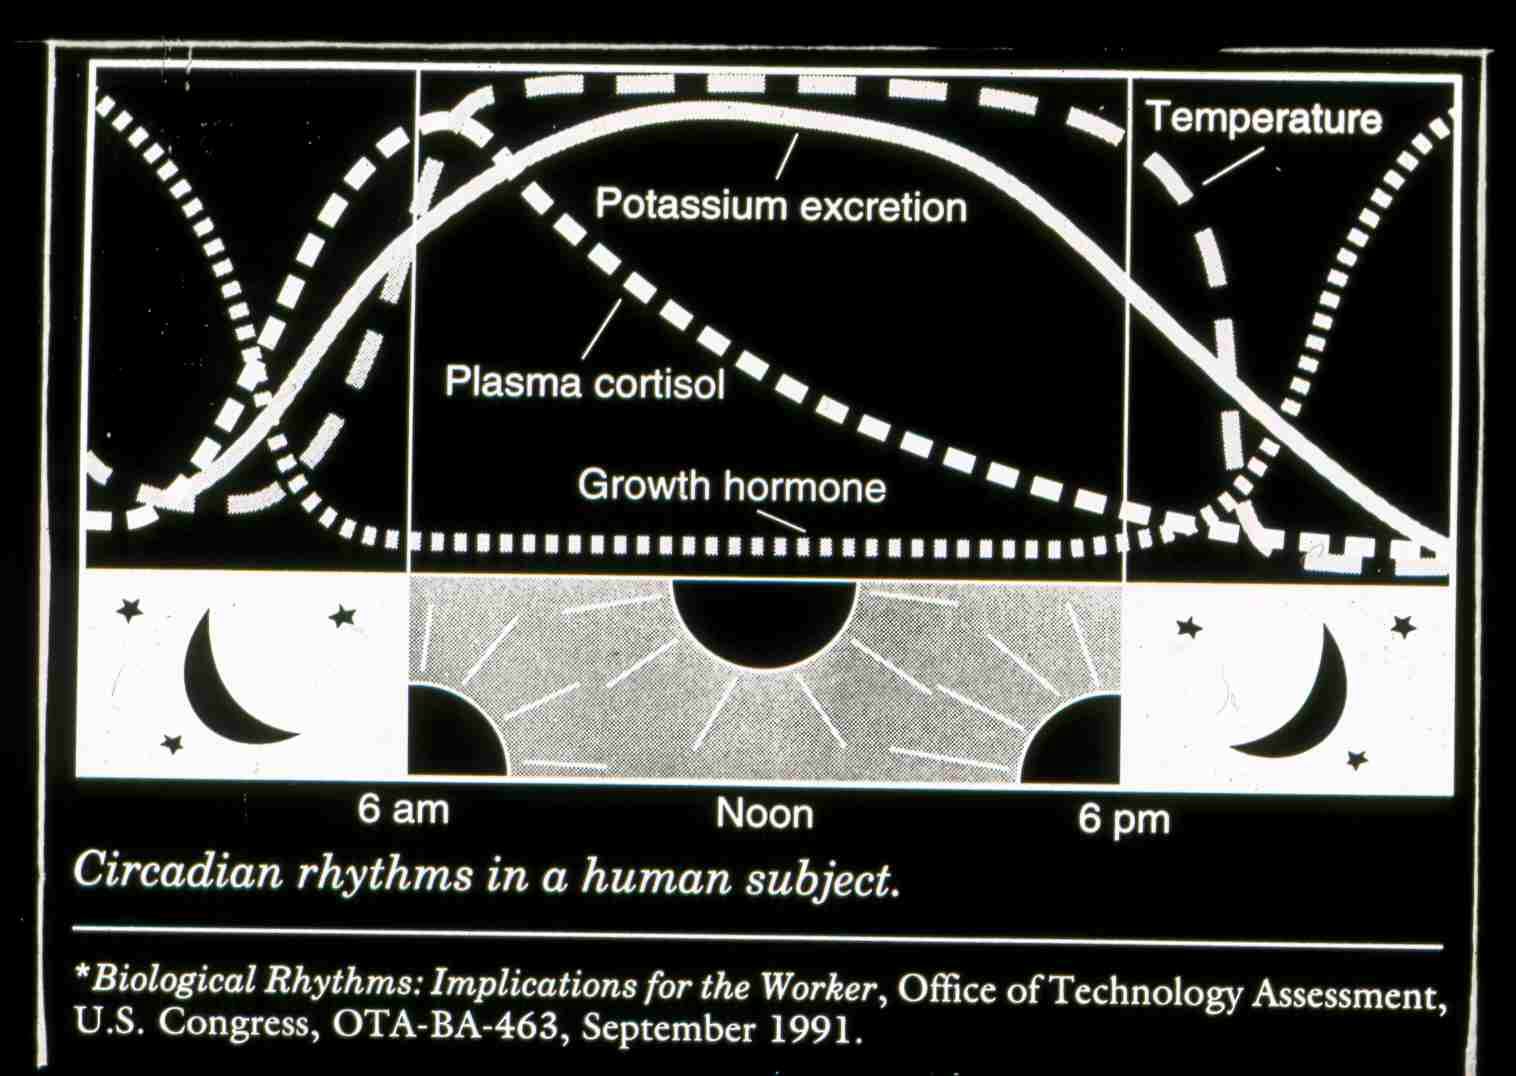 Temperature
Potassium excretion
Plasma cortisol
Growth hormone
6 am
Noon
6 pm
Circadian rhythms in a human subject.
*Biological Rhythms: Implications for the Worker, Office of Technology Assessment,
U.S. Congress, OTA-BA-463, September 1991.